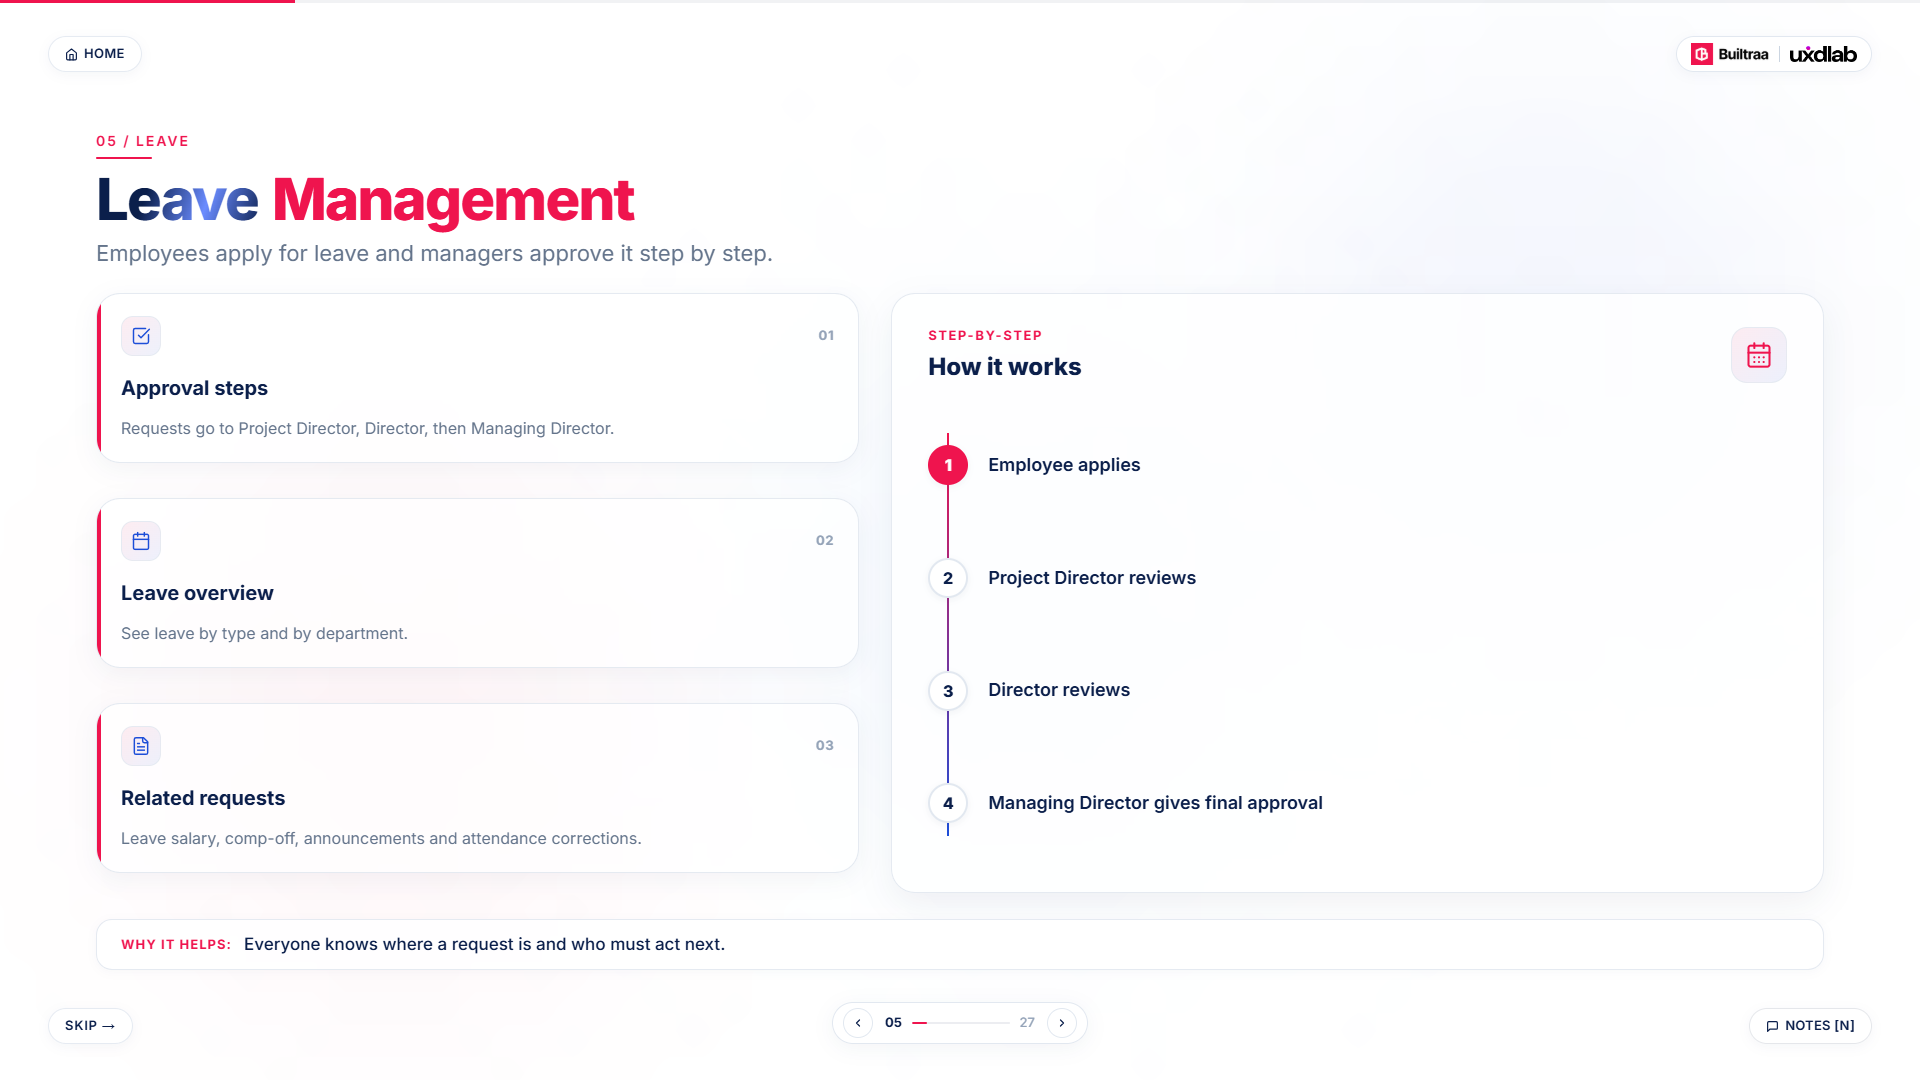 HOME
Builtraa
uxdlab
05 / LEAVE
Leave Management
Employees apply for leave and managers approve it step by step.
01
Approval steps
Requests go to Project Director, Director, then Managing Director.
02
Leave overview
See leave by type and by department.
03
Related requests
Leave salary, comp-off, announcements and attendance corrections.
STEP-BY-STEP
How it works
1 Employee applies
2 Project Director reviews
3 Director reviews
4 Managing Director gives final approval
WHY IT HELPS: Everyone knows where a request is and who must act next.
SKIP →
05 27
NOTES [N]